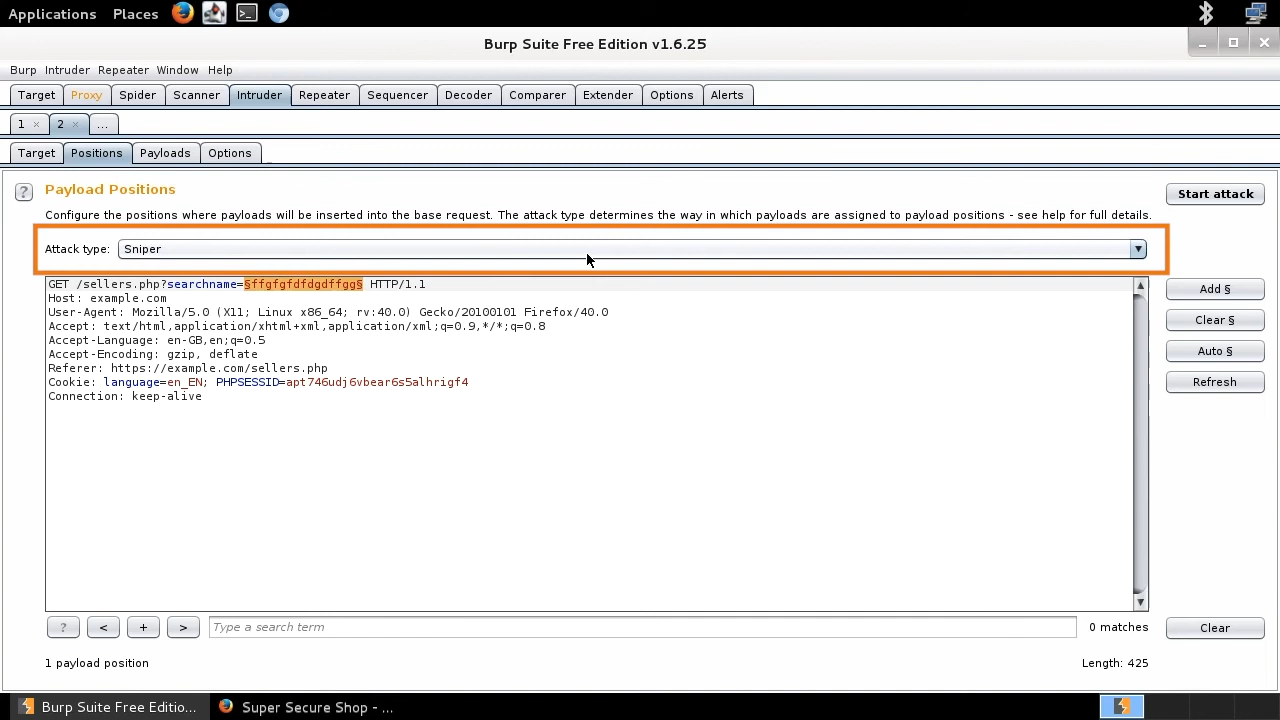 Applications Places
Burp Suite Free Edition v1.6.25
Burp Intruder Repeater Window Help
Target Proxy Spider Scanner Intruder Repeater Sequencer Decoder Comparer Extender Options Alerts
1 × 2 × ...
Target Positions Payloads Options
? Payload Positions
Start attack
Configure the positions where payloads will be inserted into the base request. The attack type determines the way in which payloads are assigned to payload positions - see help for full details.
Attack type: Sniper
GET /sellers.php?searchname=§ffgfgfdfdgdffgg§ HTTP/1.1
Host: example.com
User-Agent: Mozilla/5.0 (X11; Linux x86_64; rv:40.0) Gecko/20100101 Firefox/40.0
Accept: text/html,application/xhtml+xml,application/xml;q=0.9,*/*;q=0.8
Accept-Language: en-GB,en;q=0.5
Accept-Encoding: gzip, deflate
Referer: https://example.com/sellers.php
Cookie: language=en_EN; PHPSESSID=apt746udj6vbear6s5alhrigf4
Connection: keep-alive
Add §
Clear §
Auto §
Refresh
? < + > Type a search term 0 matches Clear
1 payload position Length: 425
Burp Suite Free Editio... Super Secure Shop - ...